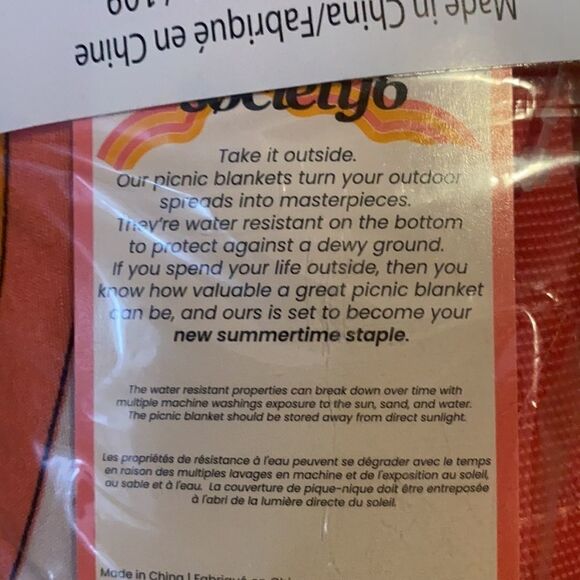 Made in China/Fabriqué en Chine
society6
Take it outside.
Our picnic blankets turn your outdoor
spreads into masterpieces.
They're water resistant on the bottom
to protect against a dewy ground.
If you spend your life outside, then you
know how valuable a great picnic blanket
can be, and ours is set to become your
new summertime staple.
The water resistant properties can break down over time with
multiple machine washings exposure to the sun, sand, and water.
The picnic blanket should be stored away from direct sunlight.
Les propriétés de résistance à l'eau peuvent se dégrader avec le temps
en raison des multiples lavages en machine et de l'exposition au soleil,
au sable et à l'eau. La couverture de pique-nique doit être entreposée
à l'abri de la lumière directe du soleil.
Made in China | Fabriqué en